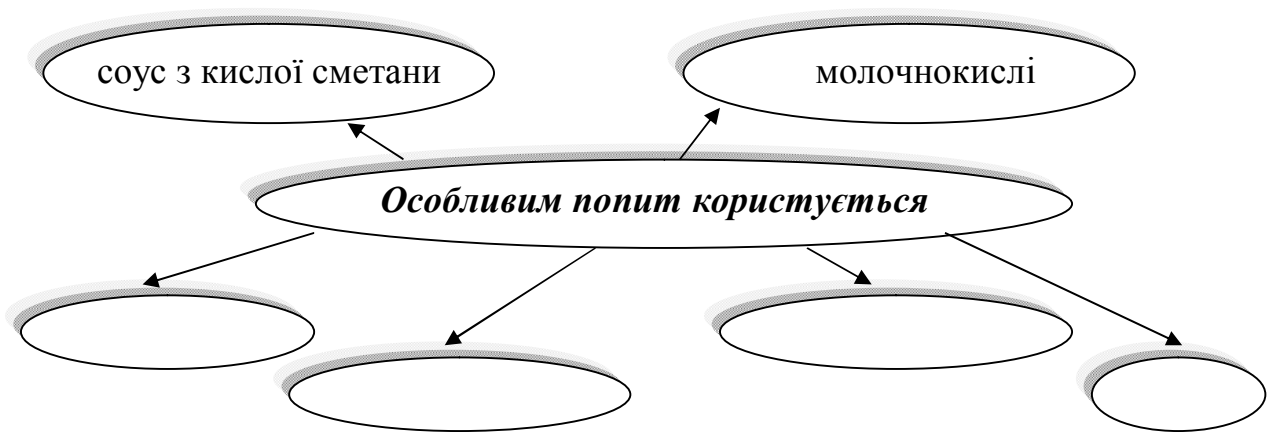 соус з кислої сметани
молочнокислі
Особливим попит користується